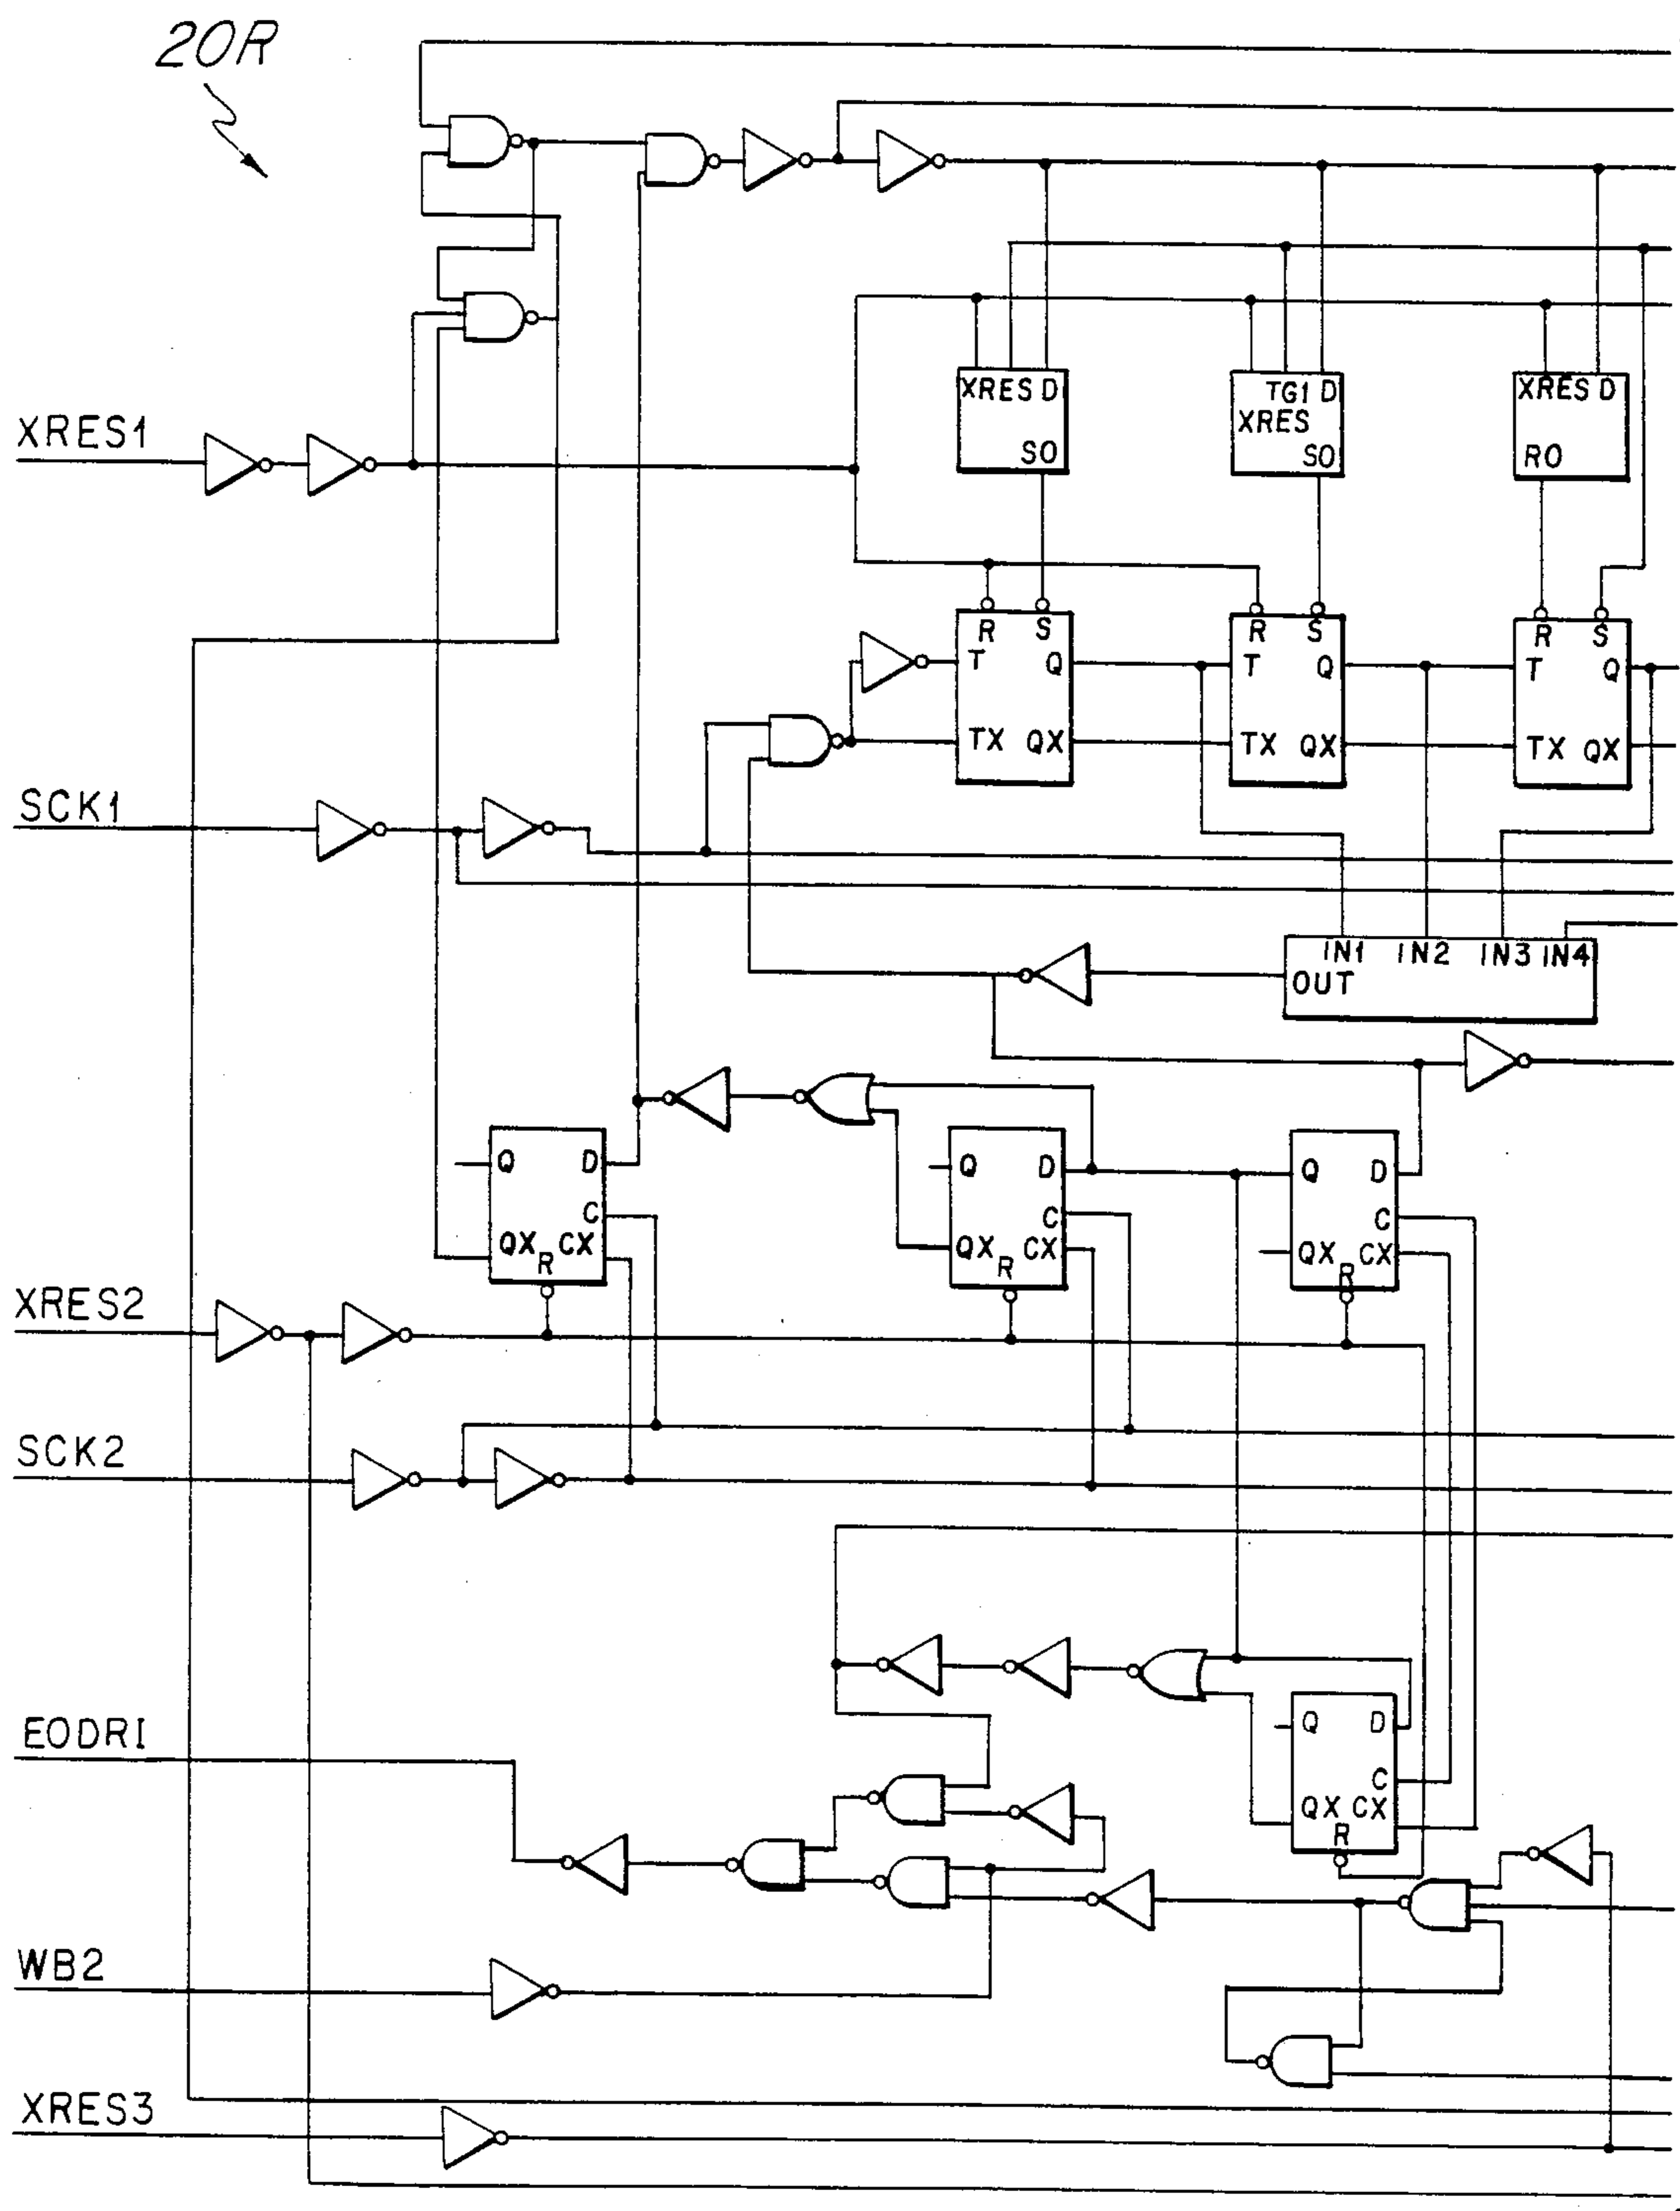 20R
XRES1
XRES D
SO
TG1 D
XRES
SO
XRES D
RO
R S
T Q
TX QX
R S
T Q
TX QX
R S
T Q
TX QX
SCK1
IN1 IN2 IN3 IN4
OUT
Q D
C
QX R CX
Q D
C
QX R CX
Q D
C
QX R CX
XRES2
SCK2
EODRI
Q D
C
QX CX
R
WB2
XRES3